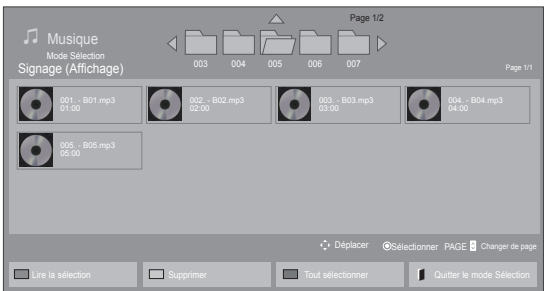 Page 1/2
Musique
Mode Sélection
Signage (Affichage)
003 004 005 006 007
Page 1/1
001. - B01.mp3
01:00
002. - B02.mp3
02:00
003. - B03.mp3
03:00
004. - B04.mp3
04:00
005. - B05.mp3
05:00
Déplacer Sélectionner PAGE Changer de page
Lire la sélection Supprimer Tout sélectionner Quitter le mode Sélection